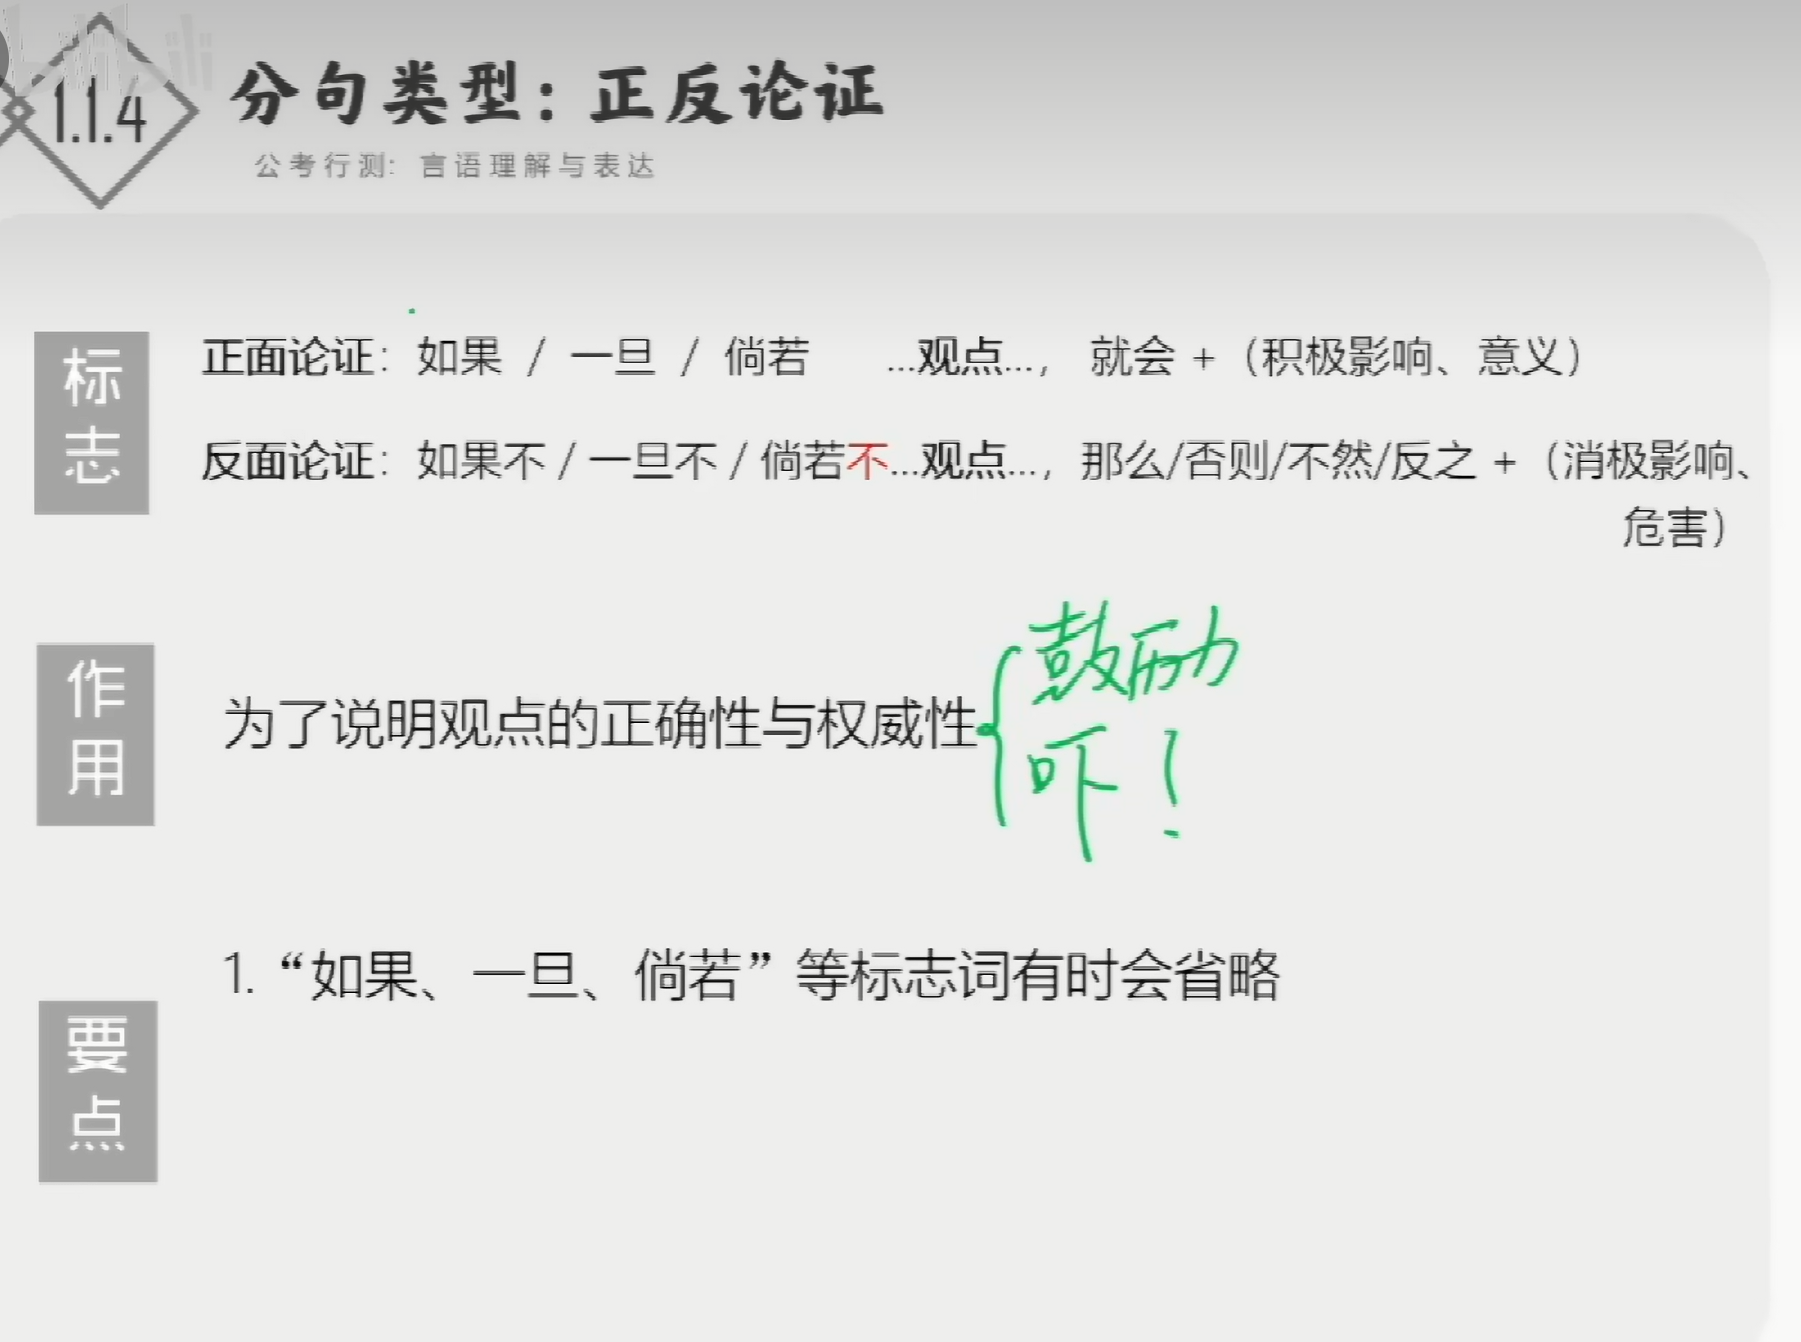 bilibili
1.1.4
分句类型：正反论证
公考行测：言语理解与表达
标志
正面论证：如果 / 一旦 / 倘若 …观点…， 就会 +（积极影响、意义）
反面论证：如果不 / 一旦不 / 倘若不…观点…，那么/否则/不然/反之 +（消极影响、
危害）
作用
为了说明观点的正确性与权威性
鼓励
吓！
要点
1. “如果、一旦、倘若” 等标志词有时会省略